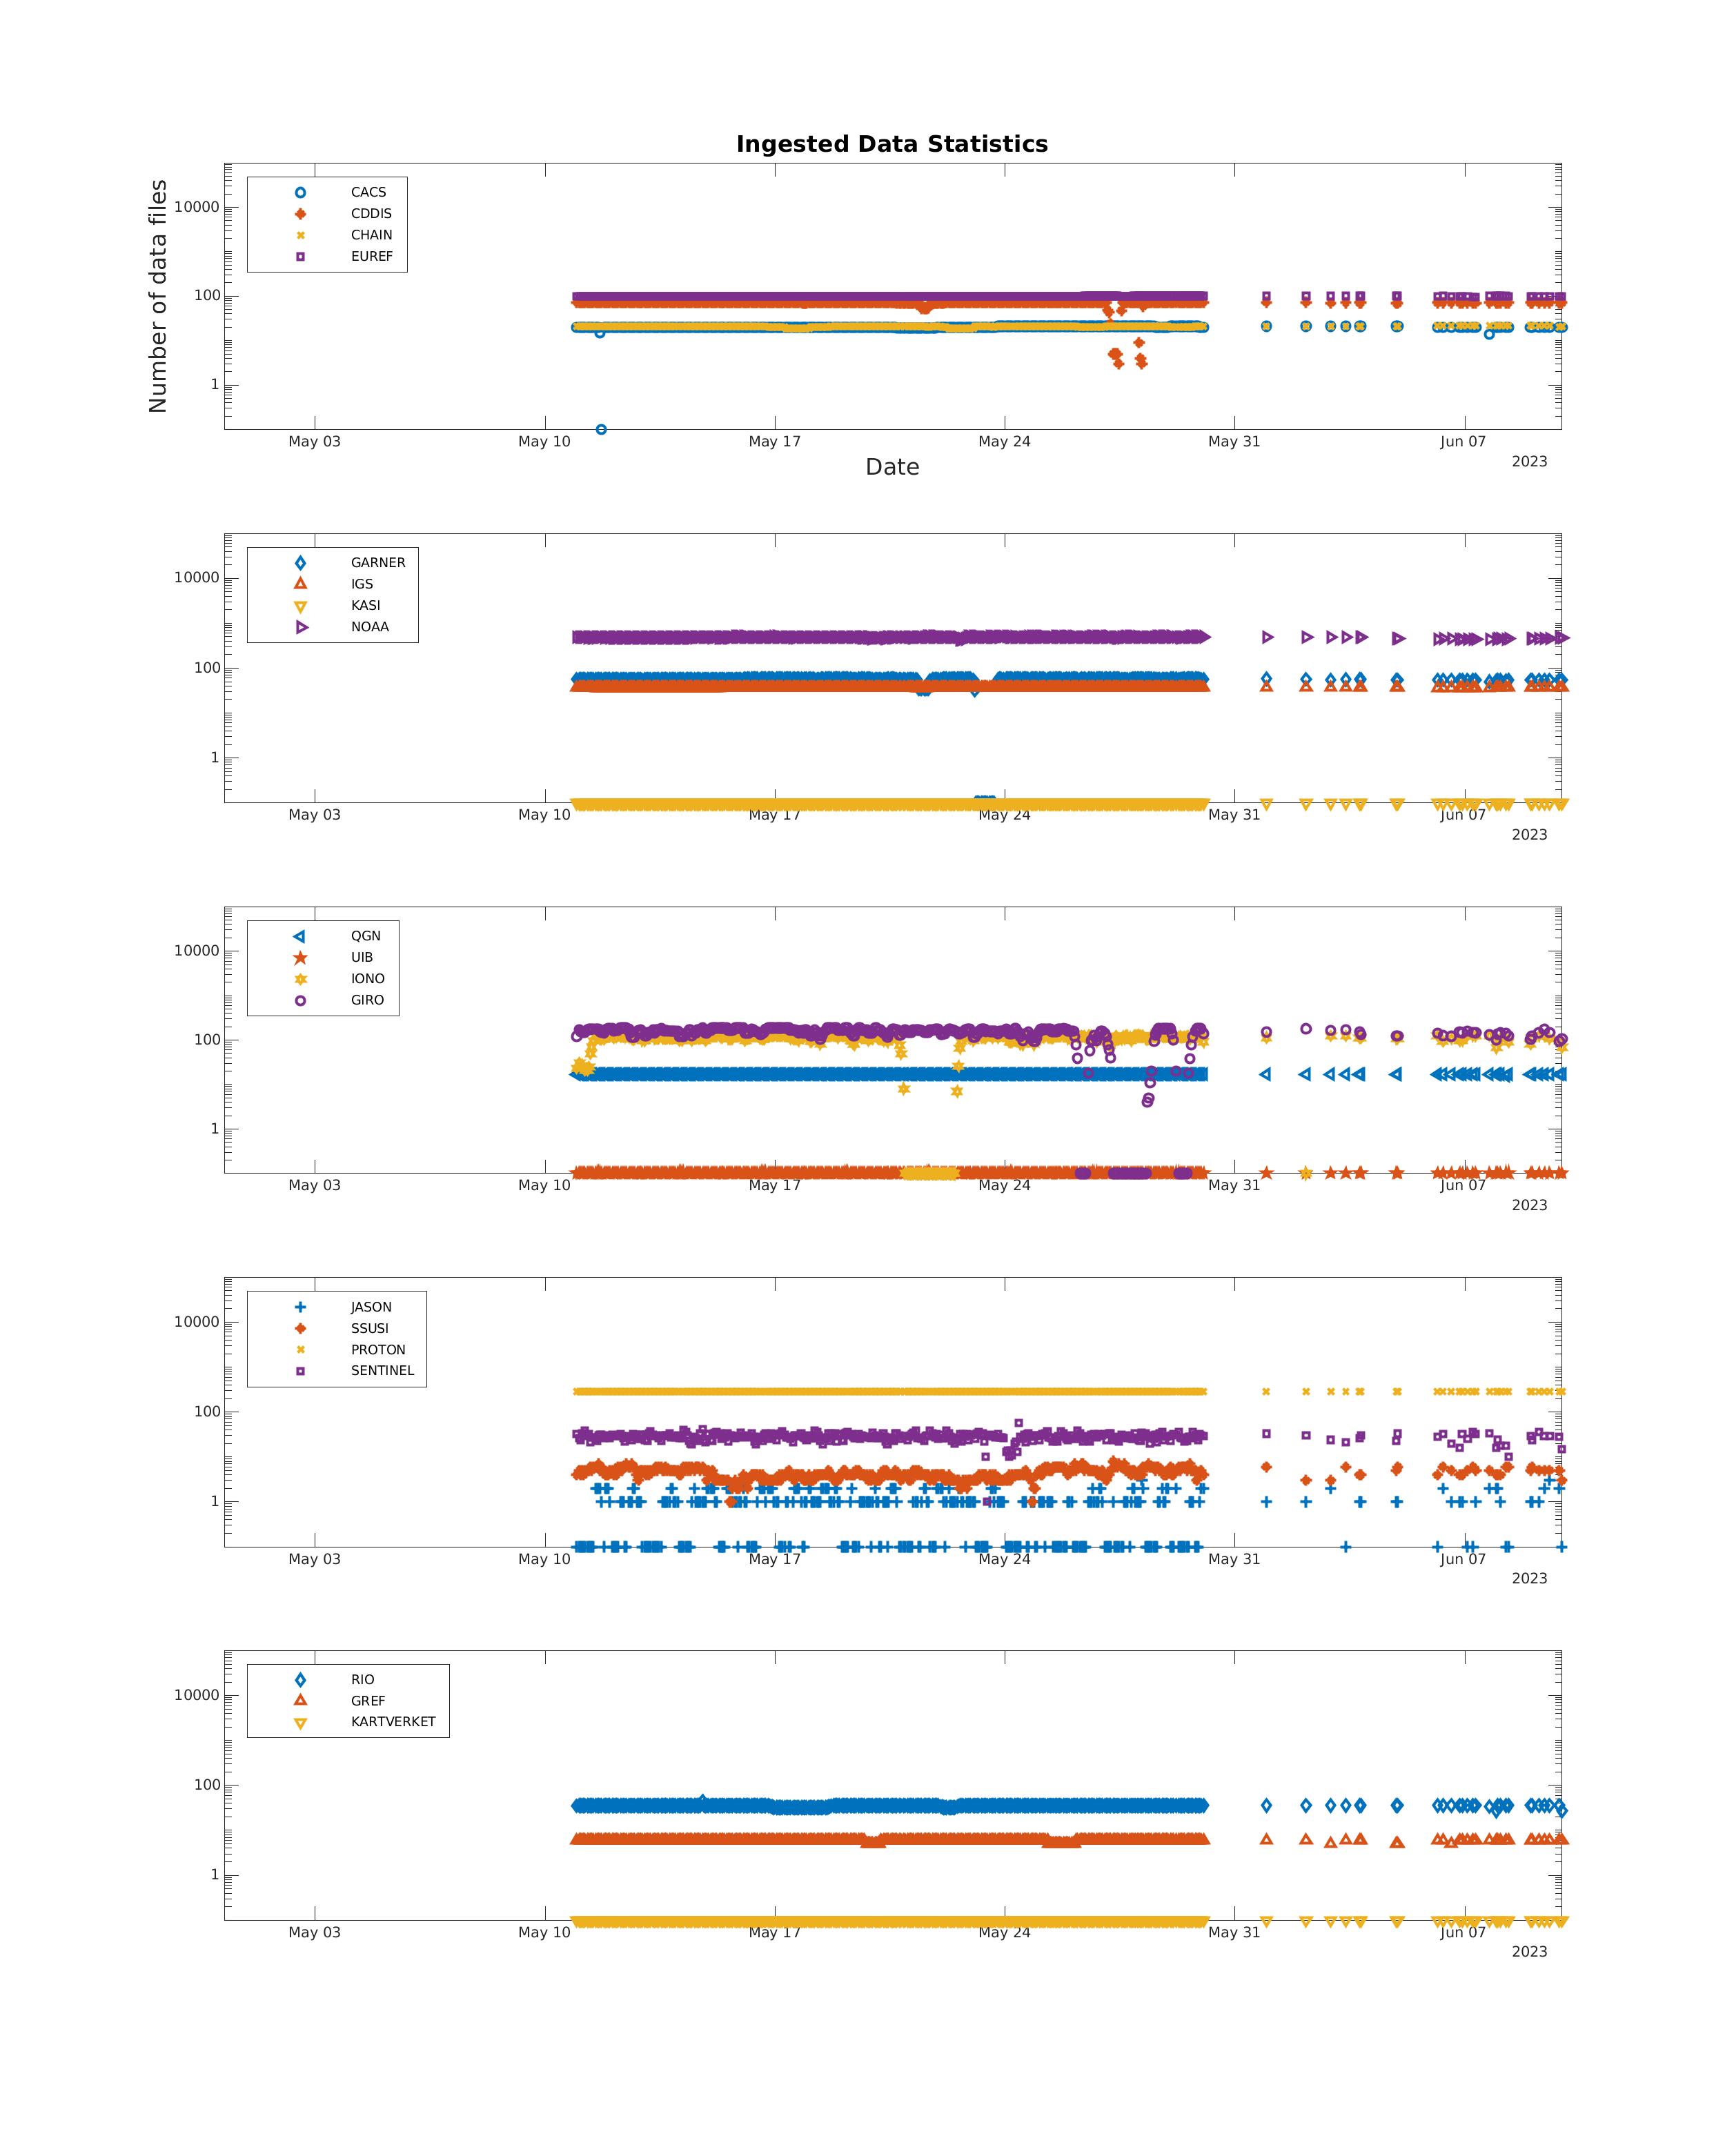 Ingested Data Statistics
Number of data files
CACS
CDDIS
CHAIN
EUREF
10000
100
1
May 03 May 10 May 17 May 24 May 31 Jun 07
2023
Date
GARNER
IGS
KASI
NOAA
10000
100
1
May 03 May 10 May 17 May 24 May 31 Jun 07
2023
QGN
UIB
IONO
GIRO
10000
100
1
May 03 May 10 May 17 May 24 May 31 Jun 07
2023
JASON
SSUSI
PROTON
SENTINEL
10000
100
1
May 03 May 10 May 17 May 24 May 31 Jun 07
2023
RIO
GREF
KARTVERKET
10000
100
1
May 03 May 10 May 17 May 24 May 31 Jun 07
2023